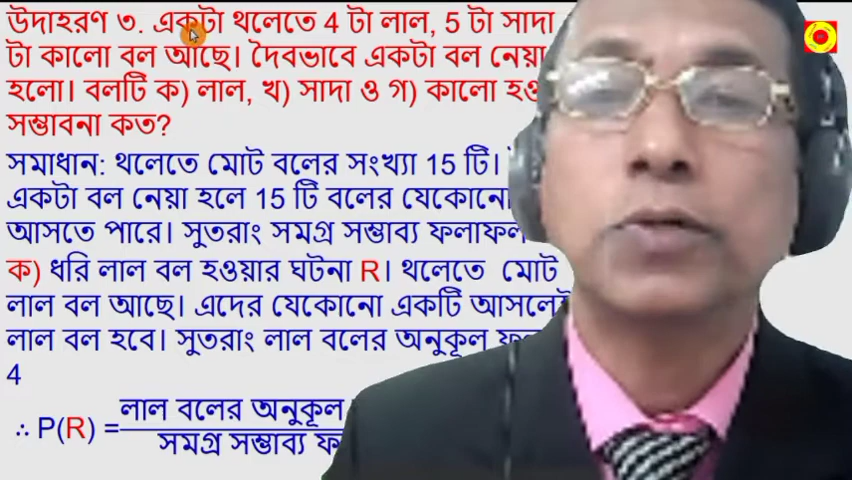 উদাহরণ ৩. একটা থলেতে 4 টা লাল, 5 টা সাদা
টা কালো বল আছে। দৈবভাবে একটা বল নেয়া
হলো। বলটি ক) লাল, খ) সাদা ও গ) কালো
সম্ভাবনা কত?
সমাধান: থলেতে মোট বলের সংখ্যা 15 টি।
একটা বল নেয়া হলে 15 টি বলের যেকোনো
আসতে পারে। সুতরাং সমগ্র সম্ভাব্য ফলাফল
ক) ধরি লাল বল হওয়ার ঘটনা R। থলেতে মোট
লাল বল আছে। এদের যেকোনো একটি আসলেই
লাল বল হবে। সুতরাং লাল বলের অনুকূল
4
লাল বলের অনুকূল
∴ P(R) =
সমগ্র সম্ভাব্য